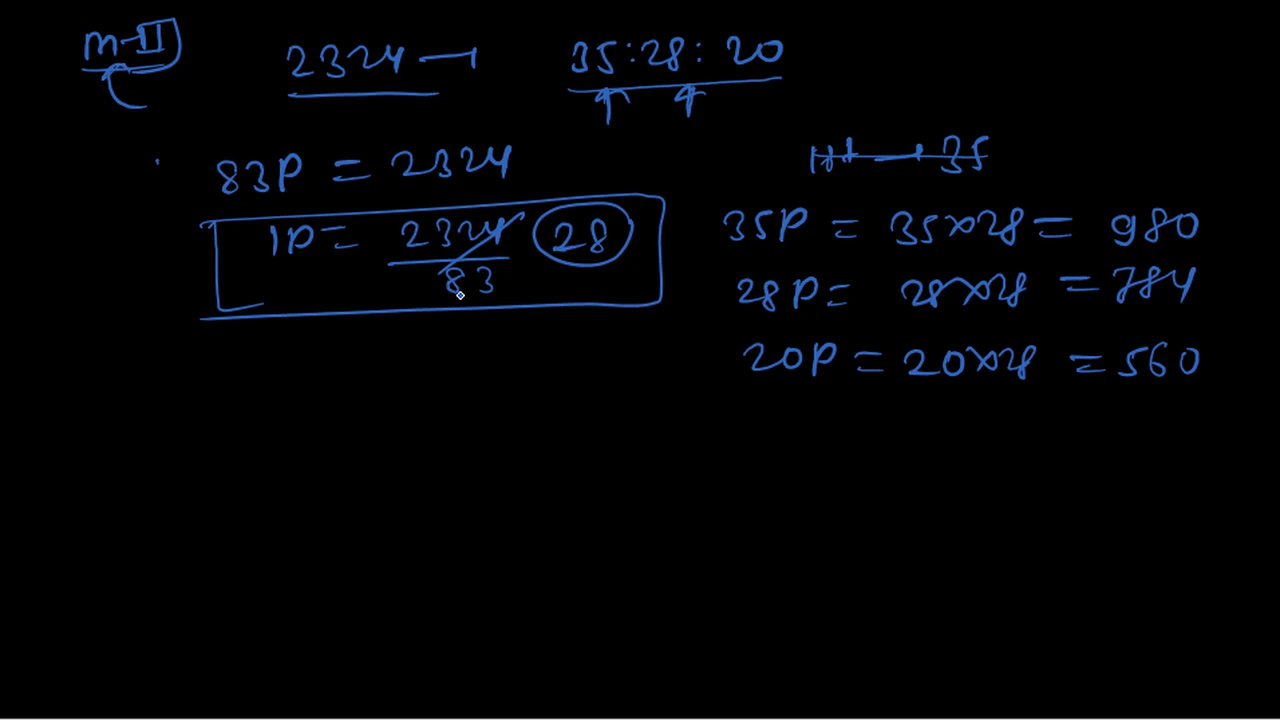 m-II 2324 — 35:28:20
83P = 2324
1P = 2324/83 28
35P = 35×28 = 980
28P = 28×28 = 784
20P = 20×28 = 560